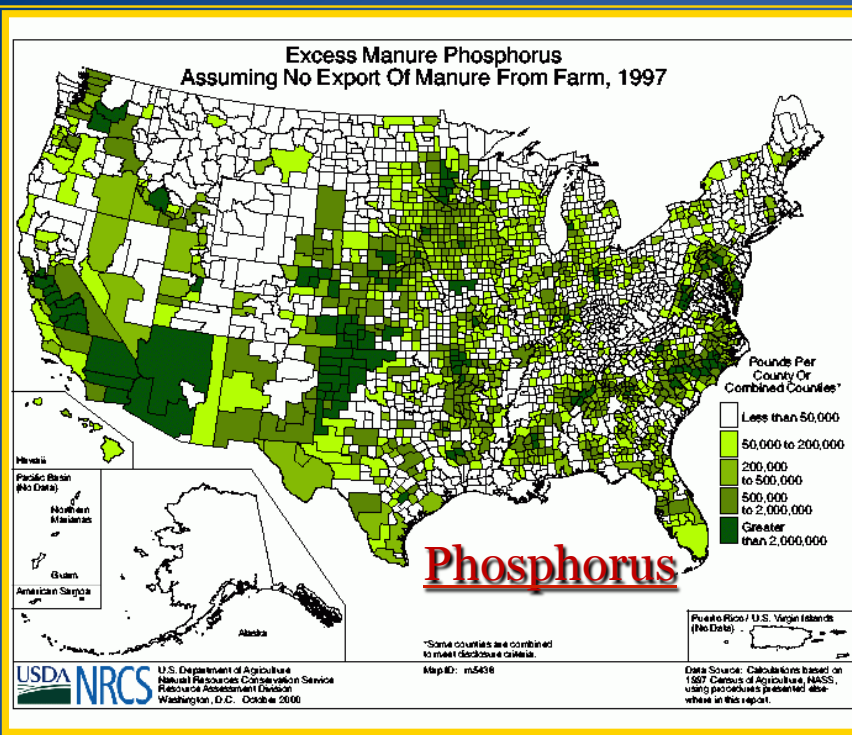 Excess Manure Phosphorus
Assuming No Export Of Manure From Farm, 1997
Pounds Per
County Or
Combined Counties*
Less than 50,000
50,000 to 200,000
200,000
to 500,000
500,000
to 2,000,000
Greater
than 2,000,000
Hawaii
Pacific Basin
(No Data)
Northern
Marianas
Guam
American Samoa
Alaska
Phosphorus
*Some counties are combined
to meet disclosure criteria.
Map ID: m5438
Puerto Rico / U.S. Virgin Islands
(No Data)
USDA NRCS
U.S. Department of Agriculture
Natural Resources Conservation Service
Resource Assessment Division
Washington, D.C. October 2000
Data Source: Calculations based on
1997 Census of Agriculture, NASS,
using procedures presented else-
where in this report.